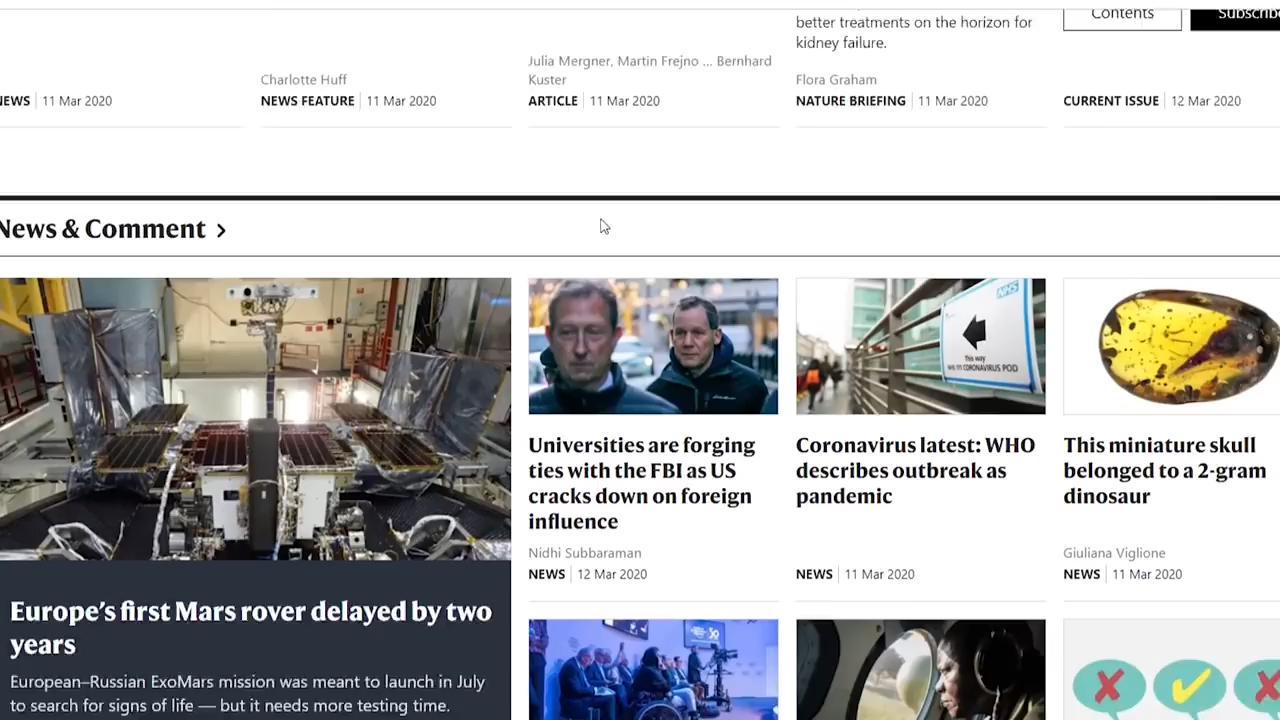 better treatments on the horizon for
kidney failure.
Contents
Julia Mergner, Martin Frejno ... Bernhard
Kuster
Charlotte Huff
Flora Graham
11 Mar 2020
NEWS FEATURE 11 Mar 2020
ARTICLE 11 Mar 2020
NATURE BRIEFING 11 Mar 2020
CURRENT ISSUE 12 Mar 2020
News & Comment >
NHS
This way
CORONAVIRUS POD
Universities are forging
ties with the FBI as US
cracks down on foreign
influence
Nidhi Subbaraman
NEWS 12 Mar 2020
Coronavirus latest: WHO
describes outbreak as
pandemic
NEWS 11 Mar 2020
This miniature skull
belonged to a 2-gram
dinosaur
Giuliana Viglione
NEWS 11 Mar 2020
Europe's first Mars rover delayed by two
years
European–Russian ExoMars mission was meant to launch in July
to search for signs of life — but it needs more testing time.